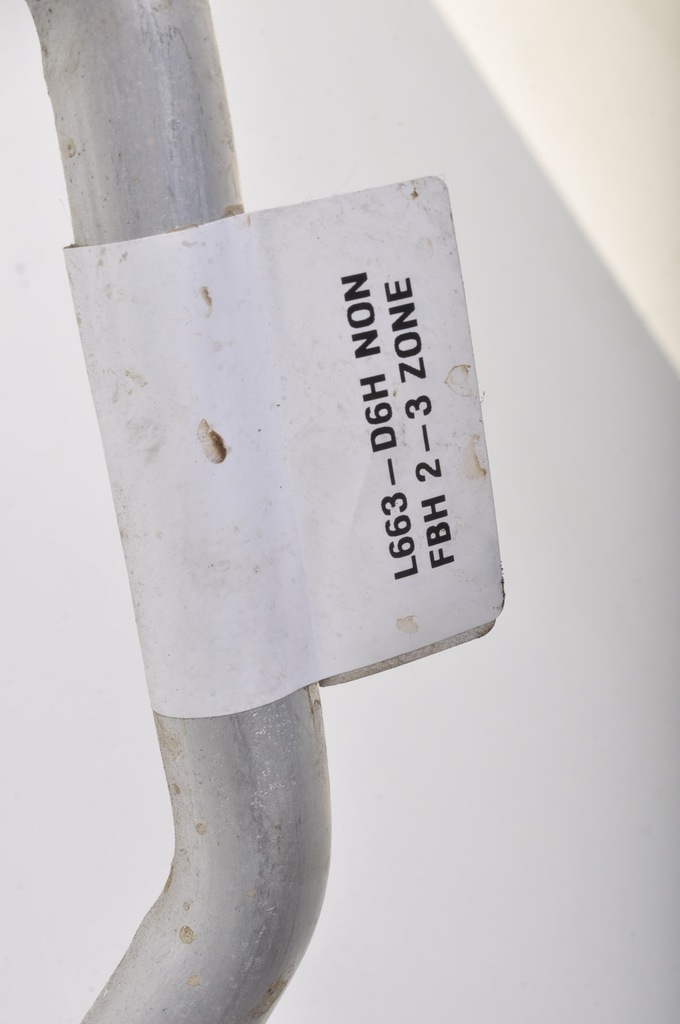 L663-D6H NON
FBH 2-3 ZONE